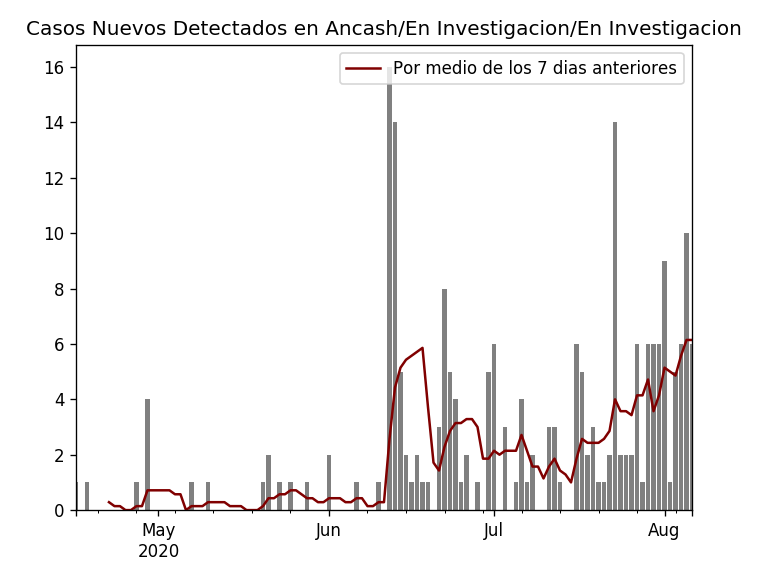 Casos Nuevos Detectados en Ancash/En Investigacion/En Investigacion
Por medio de los 7 dias anteriores
16
14
12
10
8
6
4
2
0
May
2020
Jun
Jul
Aug